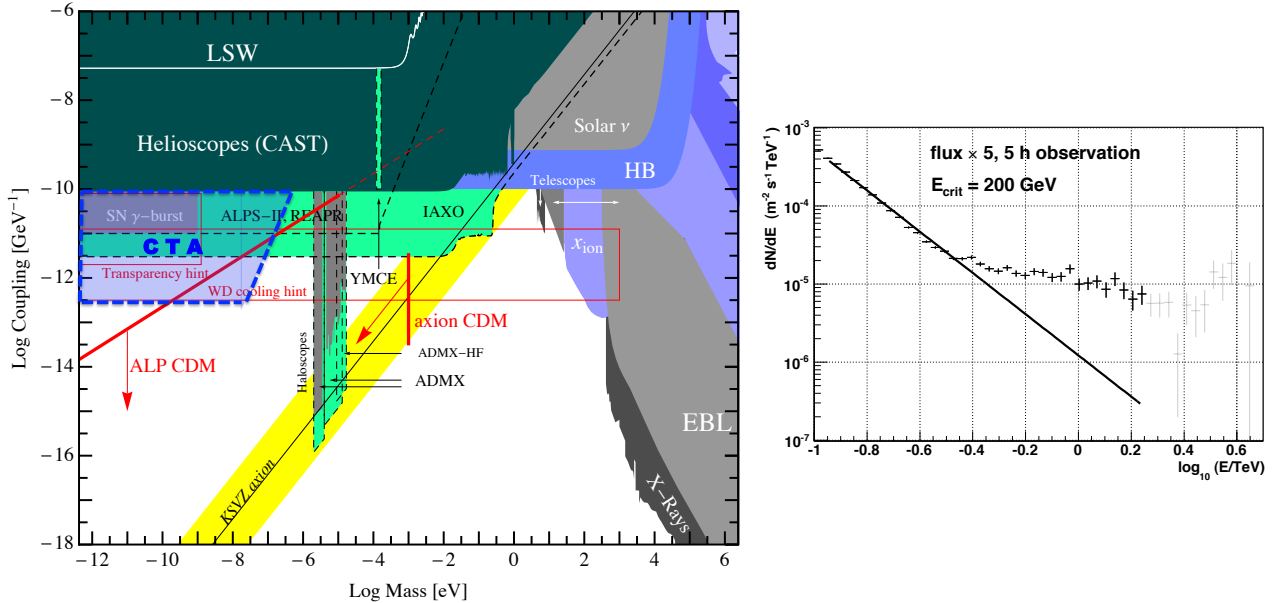 −6
−8
−10
−12
−14
−16
−18
Log Coupling [GeV⁻¹]
LSW
Helioscopes (CAST)
Solar ν
HB
Telescopes
SN γ−burst
ALPS−II, REAPR
IAXO
CTA
x_ion
Transparency hint
YMCE
WD cooling hint
axion CDM
ALP CDM
Haloscopes
ADMX−HF
ADMX
EBL
KSVZ axion
X−Rays
−12 −10 −8 −6 −4 −2 0 2 4 6
Log Mass [eV]
dN/dE (m⁻² s⁻¹ TeV⁻¹)
10⁻³
10⁻⁴
10⁻⁵
10⁻⁶
10⁻⁷
flux × 5, 5 h observation
E_crit = 200 GeV
-1 -0.8 -0.6 -0.4 -0.2 0 0.2 0.4 0.6
log₁₀ (E/TeV)